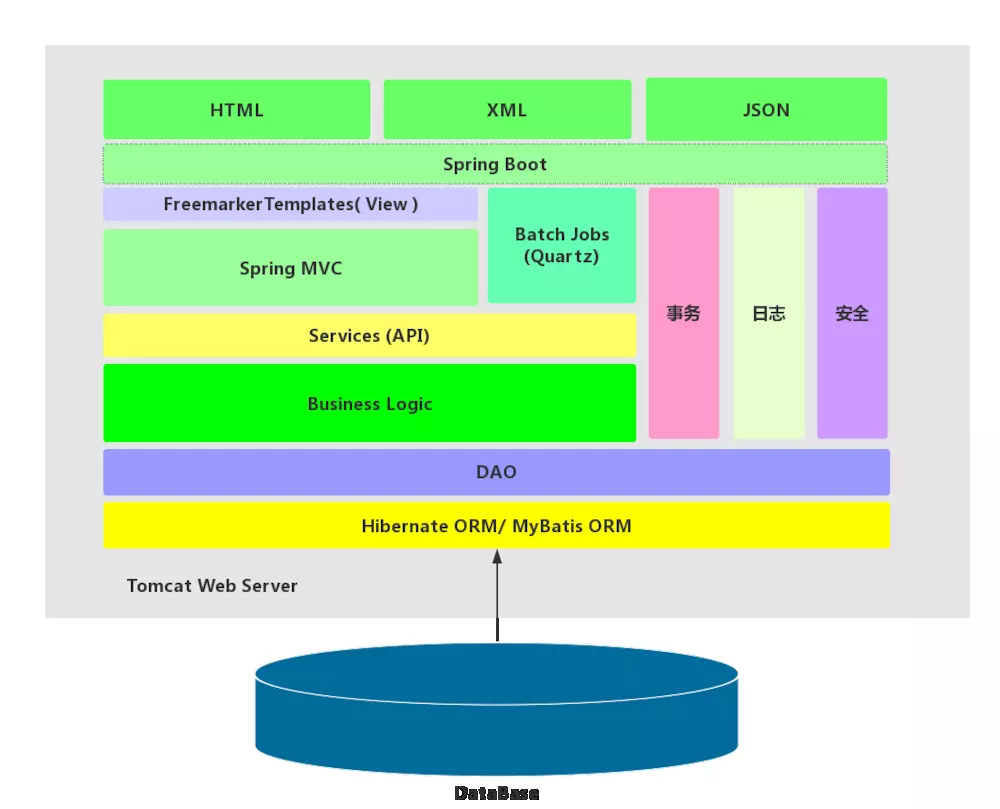 HTML
XML
JSON
Spring Boot
FreemarkerTemplates( View )
Batch Jobs
(Quartz)
Spring MVC
事务
日志
安全
Services (API)
Business Logic
DAO
Hibernate ORM/ MyBatis ORM
Tomcat Web Server
DataBase